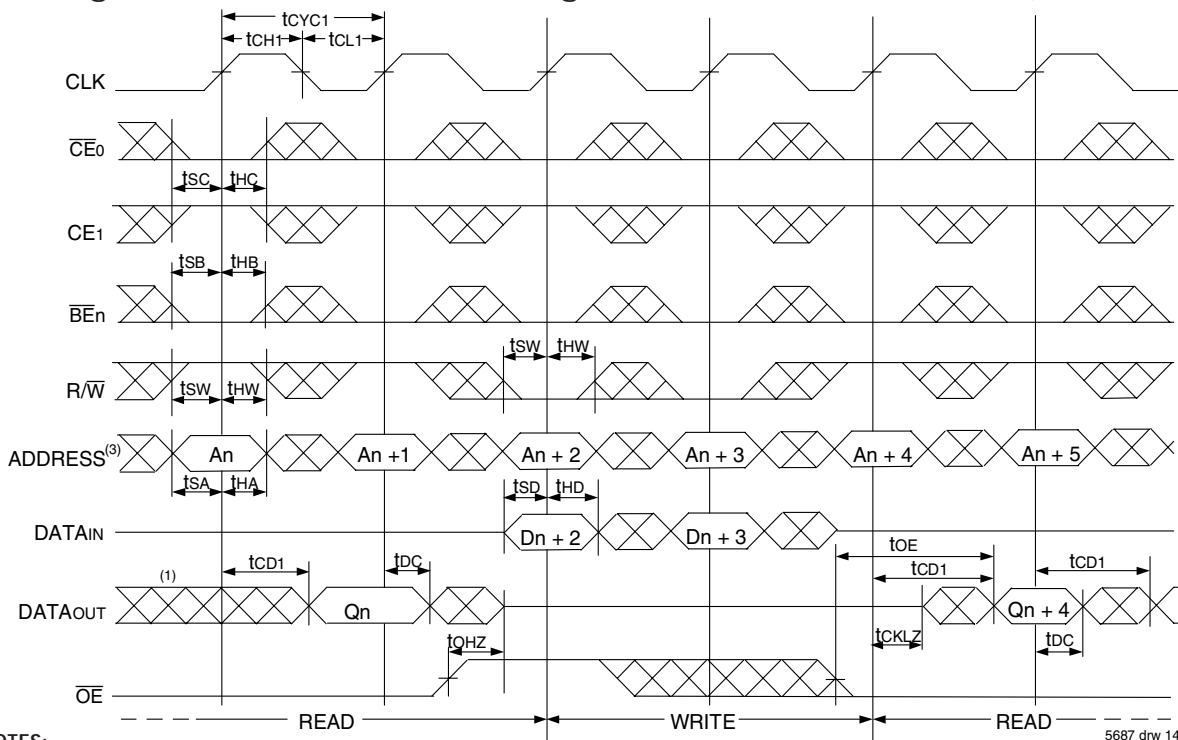 tCYC1
tCH1 tCL1
CLK
CE0
tSC tHC
CE1
tSB tHB
BEn
tSW tHW
R/W
tSW tHW
ADDRESS(3) An An +1 An + 2 An + 3 An + 4 An + 5
tSA tHA tSD tHD
DATAIN Dn + 2 Dn + 3
tOE
(1) tCD1 tDC tCD1 tCD1
DATAOUT Qn Qn + 4
tOHZ tCKLZ tDC
OE
READ WRITE READ
5687 drw 14